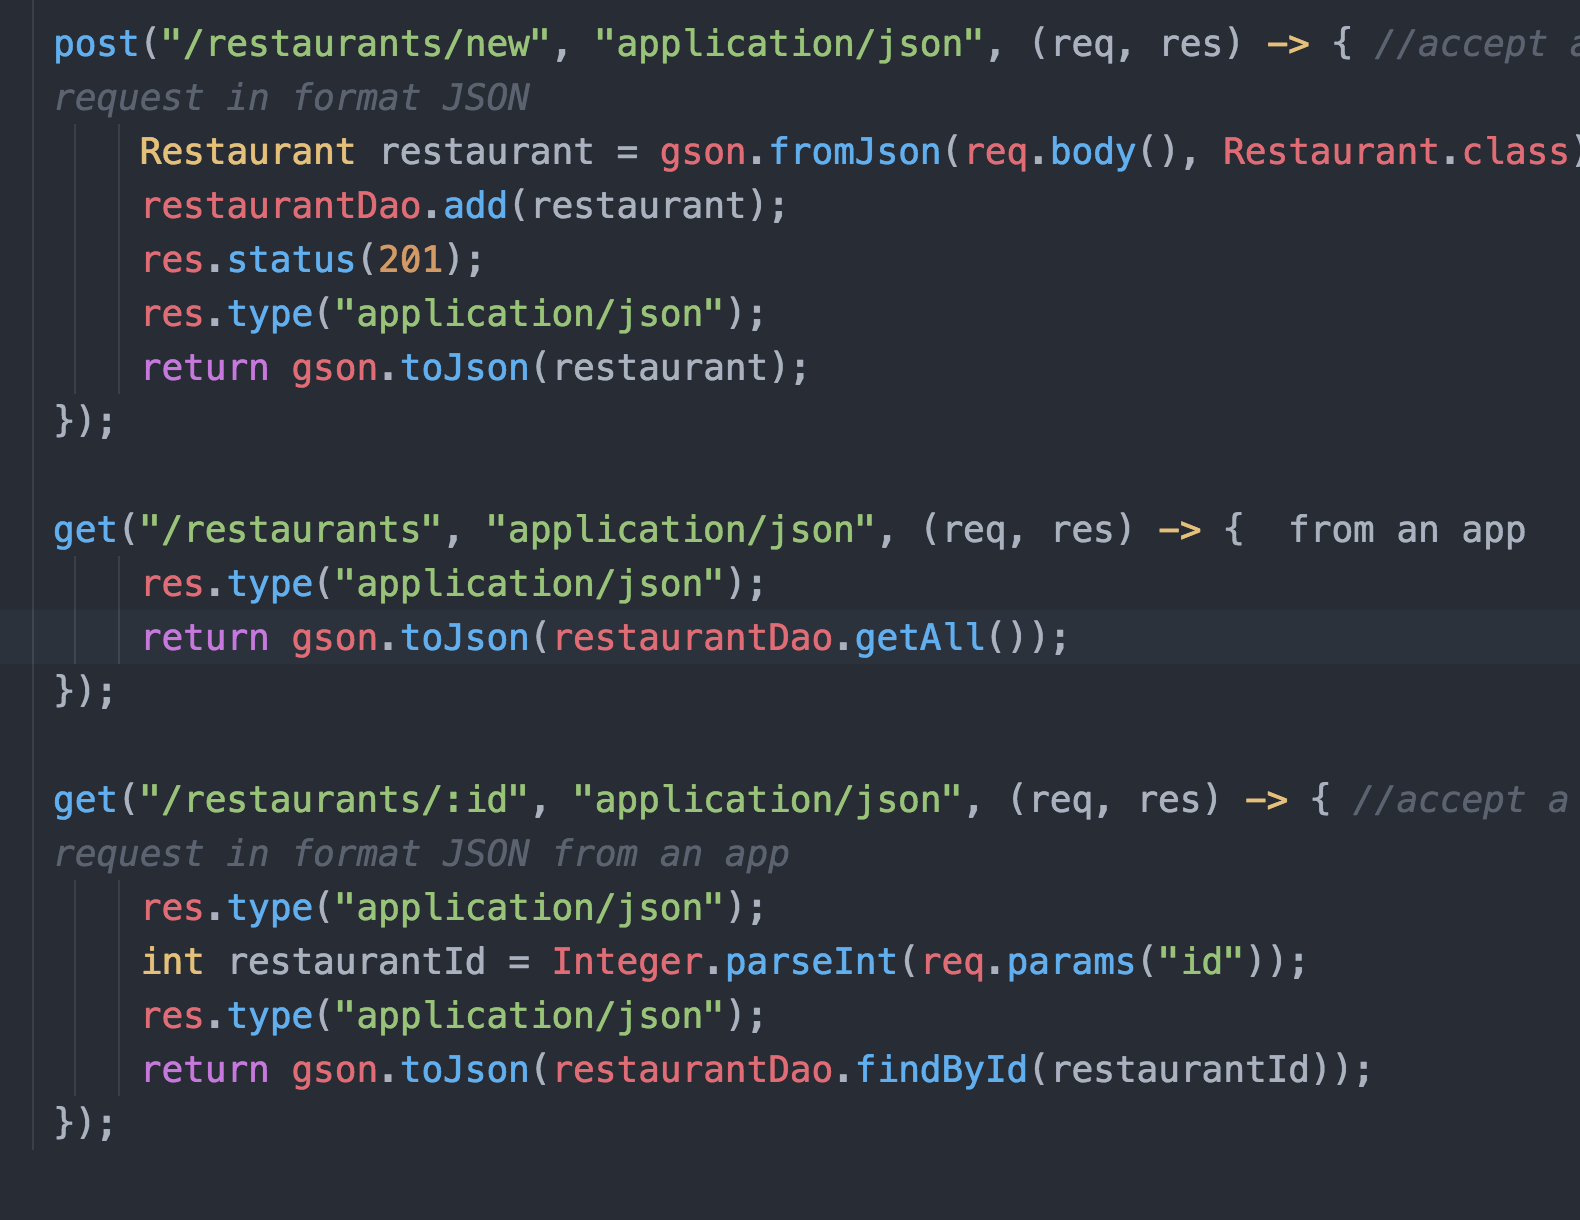 post("/restaurants/new", "application/json", (req, res) -> { //accept a
request in format JSON
Restaurant restaurant = gson.fromJson(req.body(), Restaurant.class)
restaurantDao.add(restaurant);
res.status(201);
res.type("application/json");
return gson.toJson(restaurant);
});
get("/restaurants", "application/json", (req, res) -> {  from an app
res.type("application/json");
return gson.toJson(restaurantDao.getAll());
});
get("/restaurants/:id", "application/json", (req, res) -> { //accept a
request in format JSON from an app
res.type("application/json");
int restaurantId = Integer.parseInt(req.params("id"));
res.type("application/json");
return gson.toJson(restaurantDao.findById(restaurantId));
});